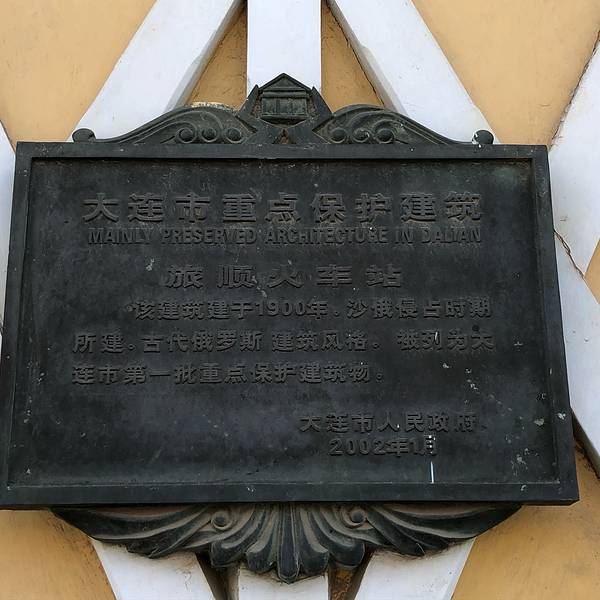 大连市重点保护建筑
MAINLY PRESERVED ARCHITECTURE IN DALIAN
旅顺火车站
该建筑建于1900年。沙俄侵占时期
所建。古代俄罗斯 建筑风格。 被列为大
连市第一批重点保护建筑物。
大连市人民政府
2002年1月